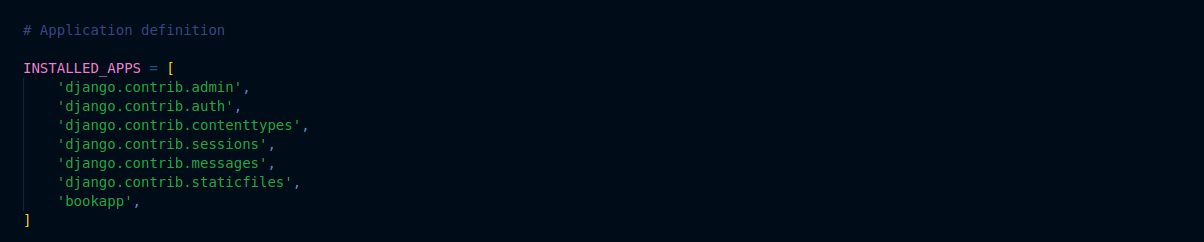 # Application definition
INSTALLED_APPS = [
'django.contrib.admin',
'django.contrib.auth',
'django.contrib.contenttypes',
'django.contrib.sessions',
'django.contrib.messages',
'django.contrib.staticfiles',
'bookapp',
]